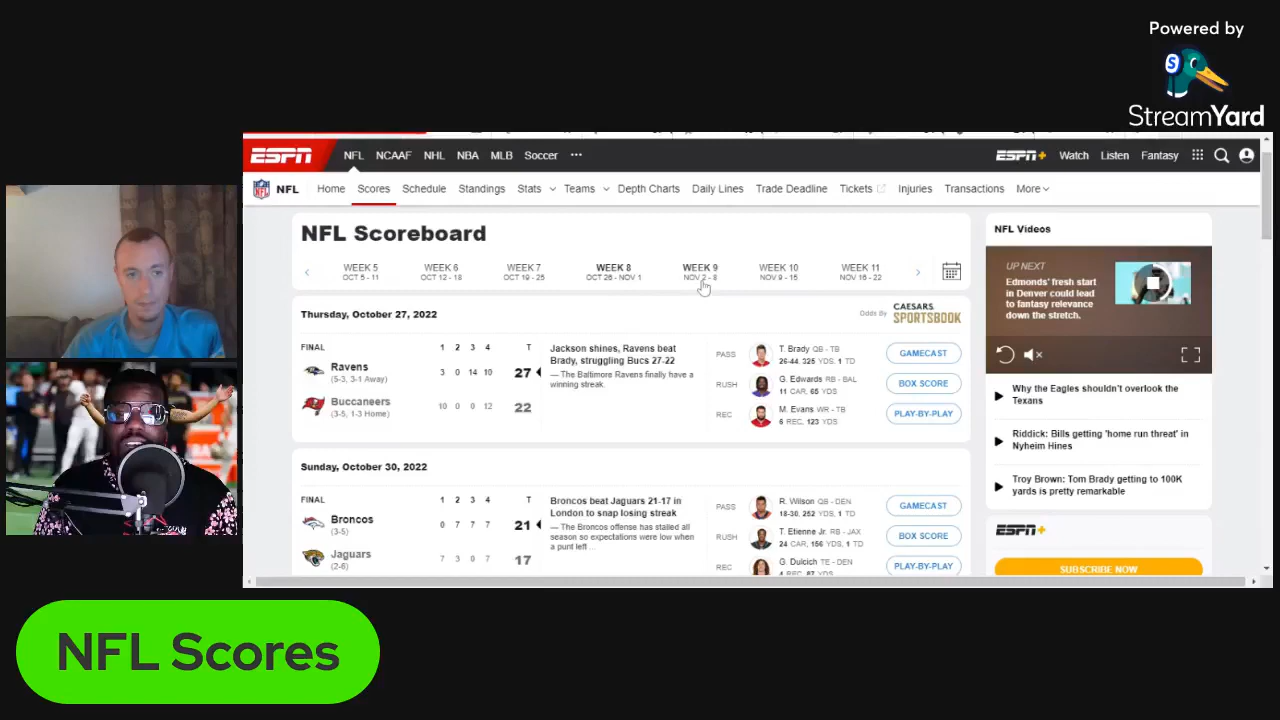 Powered by
StreamYard
ESPN NFL NCAAF NHL NBA MLB Soccer ••• ESPN+ Watch Listen Fantasy
NFL Home Scores Schedule Standings Stats Teams Depth Charts Daily Lines Trade Deadline Tickets Injuries Transactions More
NFL Scoreboard
WEEK 5 WEEK 6 WEEK 7 WEEK 8 WEEK 9 WEEK 10 WEEK 11
OCT 5 - 11 OCT 12 - 18 OCT 19 - 25 OCT 26 - NOV 1 NOV 2 - 8 NOV 9 - 15 NOV 16 - 22
Thursday, October 27, 2022
Odds By CAESARS SPORTSBOOK
FINAL 1 2 3 4 T
Ravens 3 0 14 10 27
(5-3, 3-1 Away)
Buccaneers 10 0 0 12 22
(3-5, 1-3 Home)
Jackson shines, Ravens beat
Brady, struggling Bucs 27-22
— The Baltimore Ravens finally have a
winning streak.
PASS T. Brady QB - TB
26-44, 325 YDS, 1 TD
RUSH G. Edwards RB - BAL
11 CAR, 65 YDS
REC M. Evans WR - TB
6 REC, 123 YDS
GAMECAST
BOX SCORE
PLAY-BY-PLAY
Sunday, October 30, 2022
FINAL 1 2 3 4 T
Broncos 0 7 7 7 21
(3-5)
Jaguars 7 3 0 7 17
(2-6)
Broncos beat Jaguars 21-17 in
London to snap losing streak
— The Broncos offense has stalled all
season so expectations were low when
a punt left ...
PASS R. Wilson QB - DEN
18-30, 252 YDS, 1 TD
RUSH T. Etienne Jr. RB - JAX
24 CAR, 156 YDS, 1 TD
REC G. Dulcich TE - DEN
4 REC, 87 YDS
GAMECAST
BOX SCORE
PLAY-BY-PLAY
NFL Videos
UP NEXT
Edmonds' fresh start
in Denver could lead
to fantasy relevance
down the stretch.
Why the Eagles shouldn't overlook the
Texans
Riddick: Bills getting 'home run threat' in
Nyheim Hines
Troy Brown: Tom Brady getting to 100K
yards is pretty remarkable
ESPN+
SUBSCRIBE NOW
NFL Scores